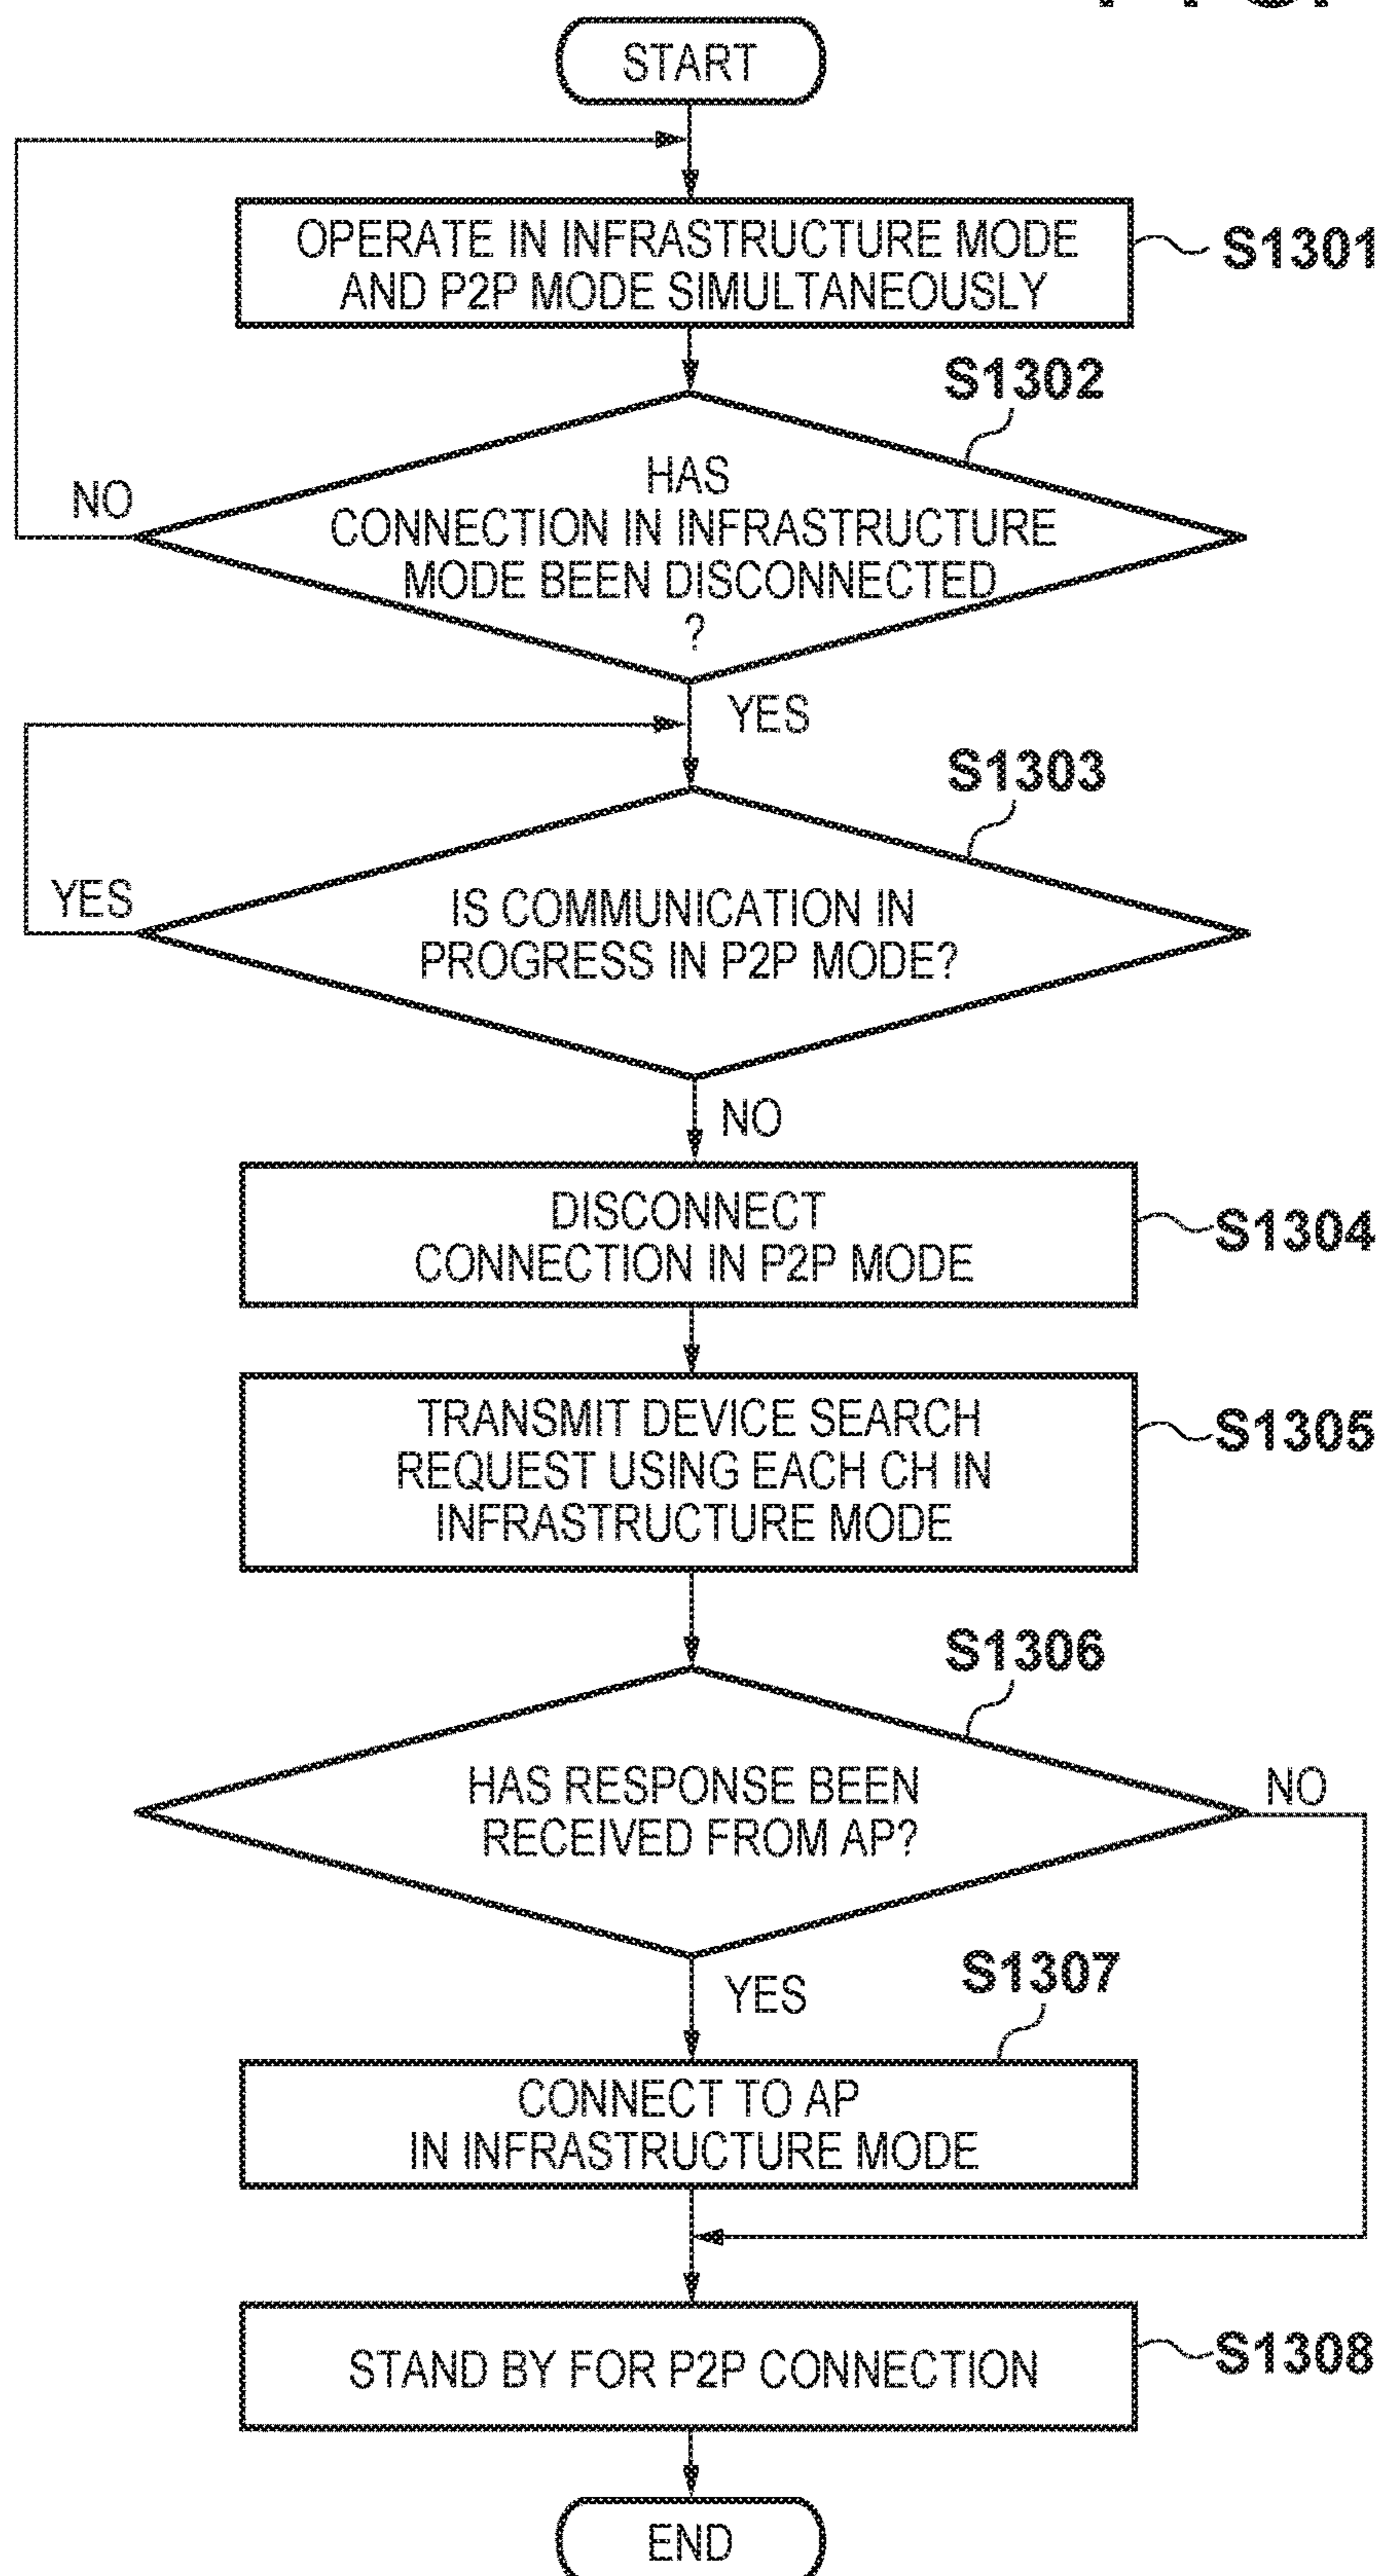 START
OPERATE IN INFRASTRUCTURE MODE
AND P2P MODE SIMULTANEOUSLY
S1301
S1302
HAS
CONNECTION IN INFRASTRUCTURE
MODE BEEN DISCONNECTED
?
NO
YES
S1303
IS COMMUNICATION IN
PROGRESS IN P2P MODE?
YES
NO
DISCONNECT
CONNECTION IN P2P MODE
S1304
TRANSMIT DEVICE SEARCH
REQUEST USING EACH CH IN
INFRASTRUCTURE MODE
S1305
S1306
HAS RESPONSE BEEN
RECEIVED FROM AP?
NO
YES
S1307
CONNECT TO AP
IN INFRASTRUCTURE MODE
STAND BY FOR P2P CONNECTION
S1308
END